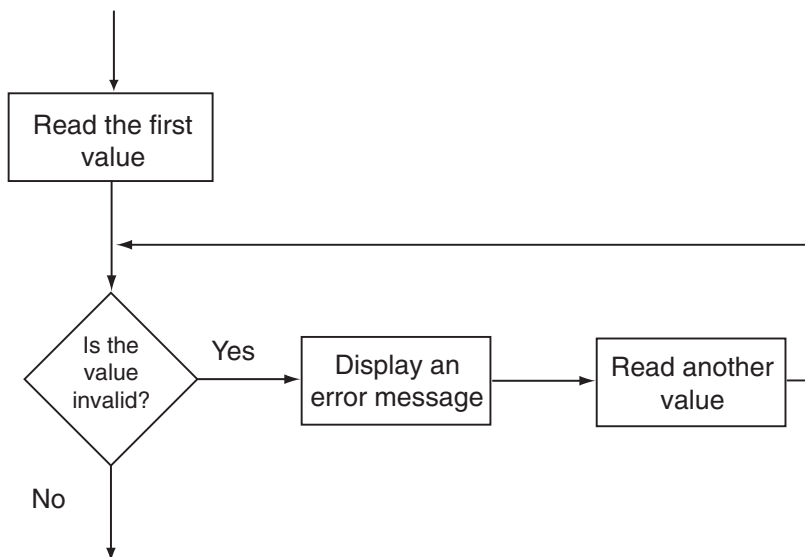 Read the first
value
Is the
value
invalid?
Yes
Display an
error message
Read another
value
No